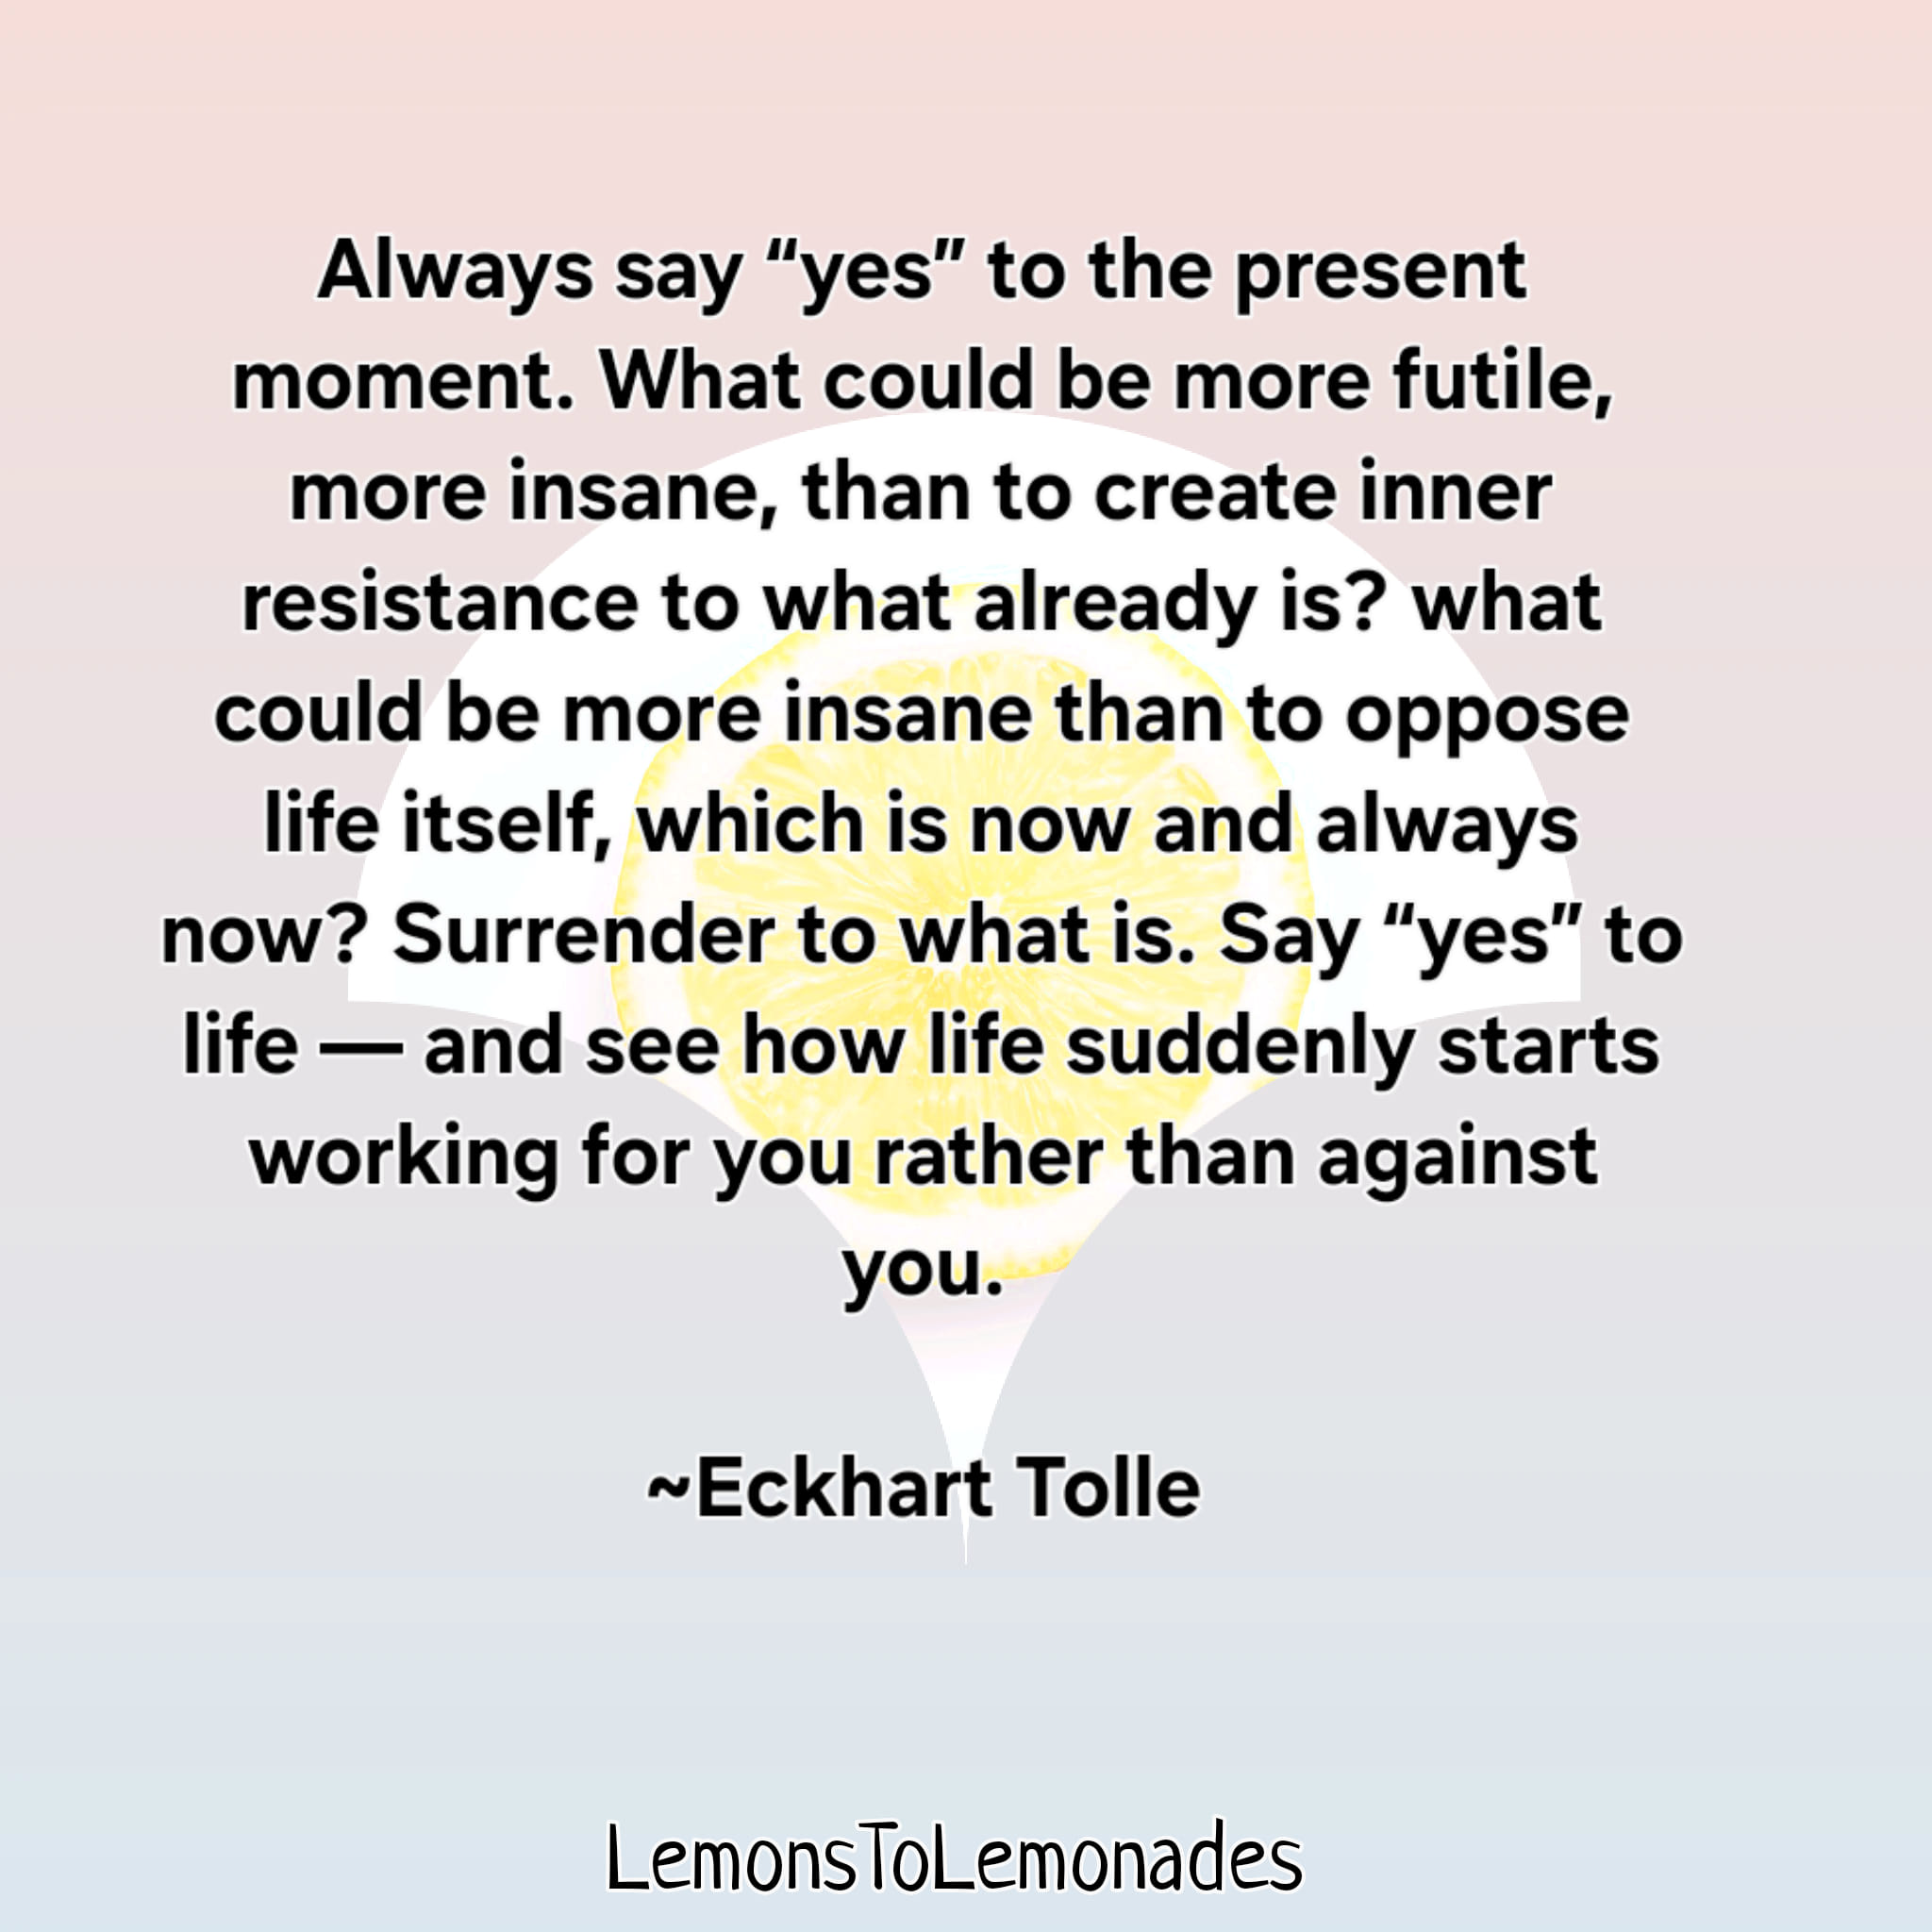 Always say “yes” to the present
moment. What could be more futile,
more insane, than to create inner
resistance to what already is? what
could be more insane than to oppose
life itself, which is now and always
now? Surrender to what is. Say “yes” to
life — and see how life suddenly starts
working for you rather than against
you.
~Eckhart Tolle
LemonsToLemonades